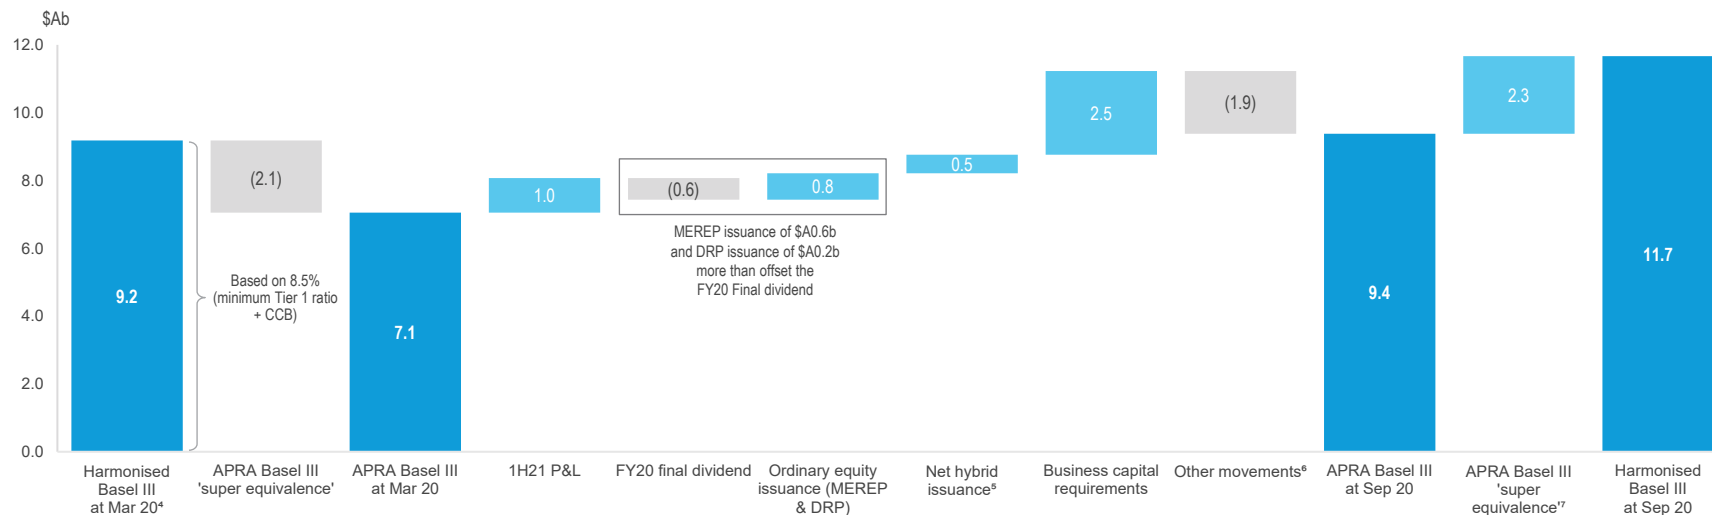 $Ab
12.0
10.0
8.0
6.0
4.0
2.0
0.0
9.2
(2.1)
Based on 8.5%
(minimum Tier 1 ratio
+ CCB)
7.1
1.0
(0.6)
0.8
MEREP issuance of $A0.6b
and DRP issuance of $A0.2b
more than offset the
FY20 Final dividend
0.5
2.5
(1.9)
9.4
2.3
11.7
Harmonised
Basel III
at Mar 20⁴
APRA Basel III
'super equivalence'
APRA Basel III
at Mar 20
1H21 P&L
FY20 final dividend
Ordinary equity
issuance (MEREP
& DRP)
Net hybrid
issuance⁵
Business capital
requirements
Other movements⁶
APRA Basel III
at Sep 20
APRA Basel III
'super
equivalence'⁷
Harmonised
Basel III
at Sep 20